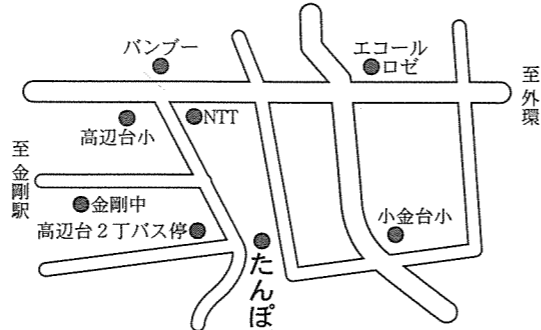 バンブー
エコール
ロゼ
至外環
NTT
高辺台小
至金剛駅
金剛中
高辺台２丁バス停
小金台小
たんぽ